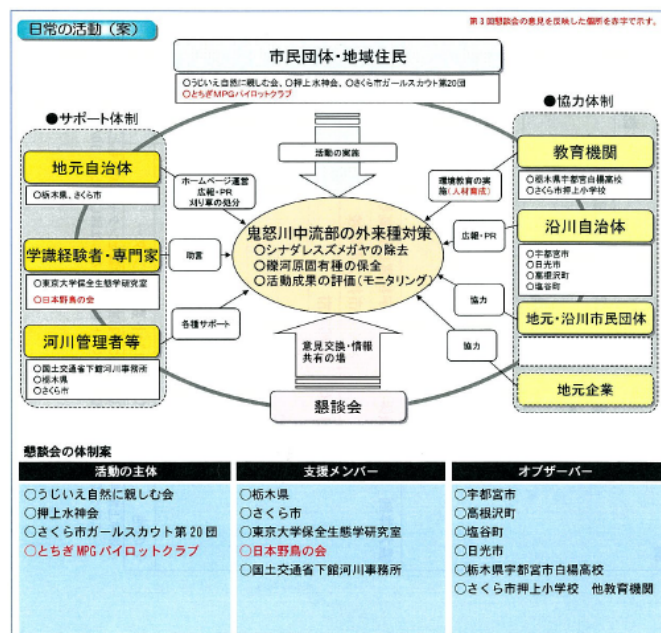 日常の活動（案）
第3回懇談会の意見を反映した個所を赤字で示す。
市民団体・地域住民
○うじいえ自然に親しむ会、○押上水神会、○さくら市ガールスカウト第20団
○とちぎMPGパイロットクラブ
●サポート体制
●協力体制
地元自治体
○栃木県、さくら市
学識経験者・専門家
○東京大学保全生態学研究室
○日本野鳥の会
河川管理者等
○国土交通省下館河川事務所
○栃木県
○さくら市
活動の実施
ホームページ運営
広報・PR
刈り草の処分
助言
各種サポート
鬼怒川中流部の外来種対策
○シナダレスズメガヤの除去
○礫河原固有種の保全
○活動成果の評価（モニタリング）
意見交換・情報
共有の場
懇談会
環境教育の実
施（人材育成）
広報・PR
協力
協力
教育機関
○栃木県宇都宮白楊高校
○さくら市押上小学校
沿川自治体
○宇都宮市
○日光市
○高根沢町
○塩谷町
地元・沿川市民団体
地元企業
懇談会の体制案
活動の主体
○うじいえ自然に親しむ会
○押上水神会
○さくら市ガールスカウト第20団
○とちぎMPGパイロットクラブ
支援メンバー
○栃木県
○さくら市
○東京大学保全生態学研究室
○日本野鳥の会
○国土交通省下館河川事務所
オブザーバー
○宇都宮市
○高根沢町
○塩谷町
○日光市
○栃木県宇都宮市白楊高校
○さくら市押上小学校　他教育機関